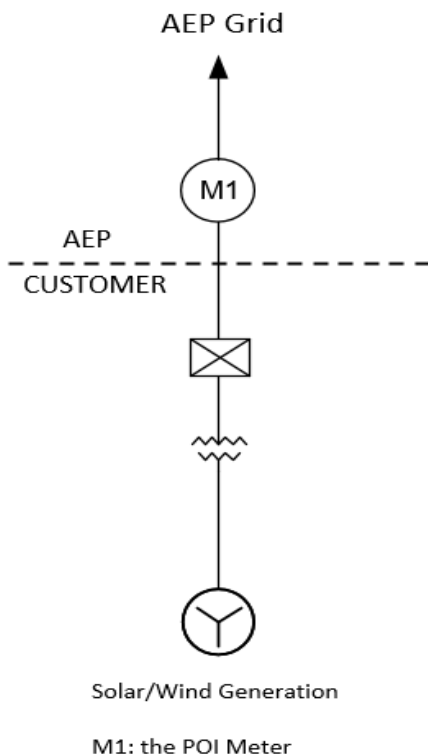 AEP Grid
M1
AEP
CUSTOMER
Solar/Wind Generation
M1: the POI Meter